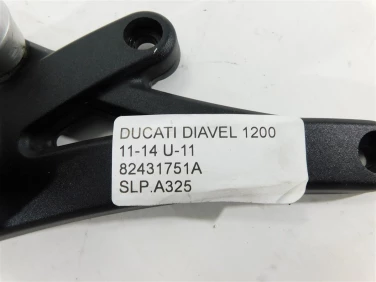 DUCATI DIAVEL 1200
11-14 U-11
82431751A
SLP.A325